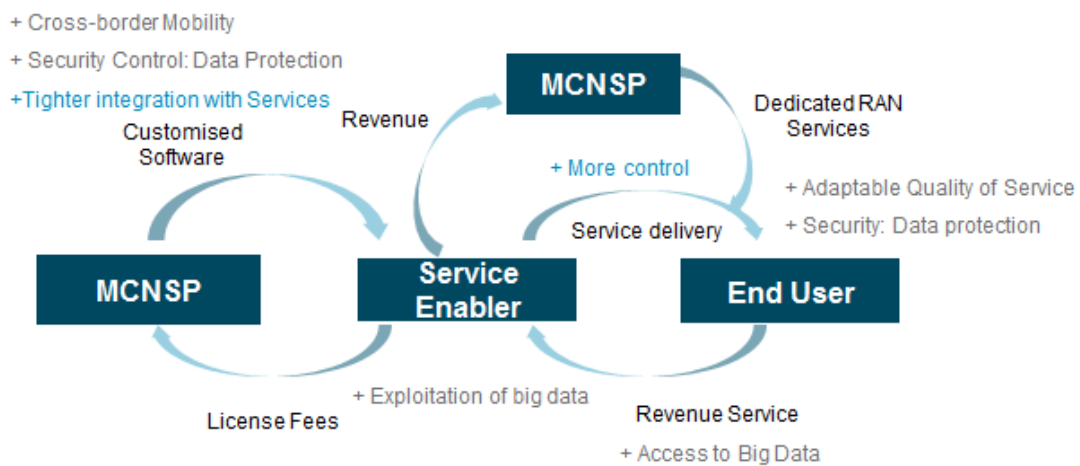 + Cross-border Mobility
+ Security Control: Data Protection
+Tighter integration with Services
Customised
Software
Revenue
MCNSP
Dedicated RAN
Services
+ More control
+ Adaptable Quality of Service
+ Security: Data protection
Service delivery
MCNSP
Service
Enabler
End User
License Fees
+ Exploitation of big data
Revenue Service
+ Access to Big Data